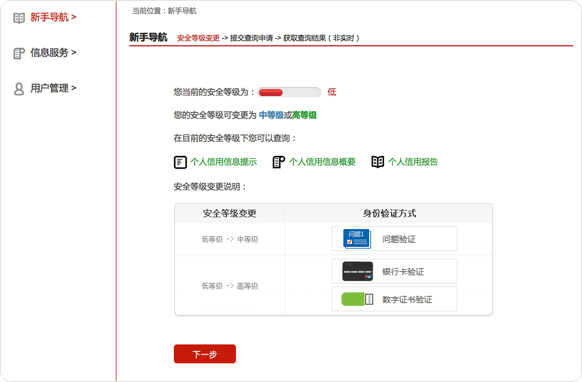 当前位置：新手导航
新手导航 >
信息服务 >
用户管理 >
新手导航 安全等级变更 -> 提交查询申请 -> 获取查询结果（非实时）
您当前的安全等级为： 低
您的安全等级可变更为 中等级或高等级
在目前的安全等级下您可以查询：
个人信用信息提示 个人信用信息概要 个人信用报告
安全等级变更说明：
安全等级变更 身份验证方式
低等级 -> 中等级
问题1
问题验证
低等级 -> 高等级
银行卡验证
数字证书验证
下一步